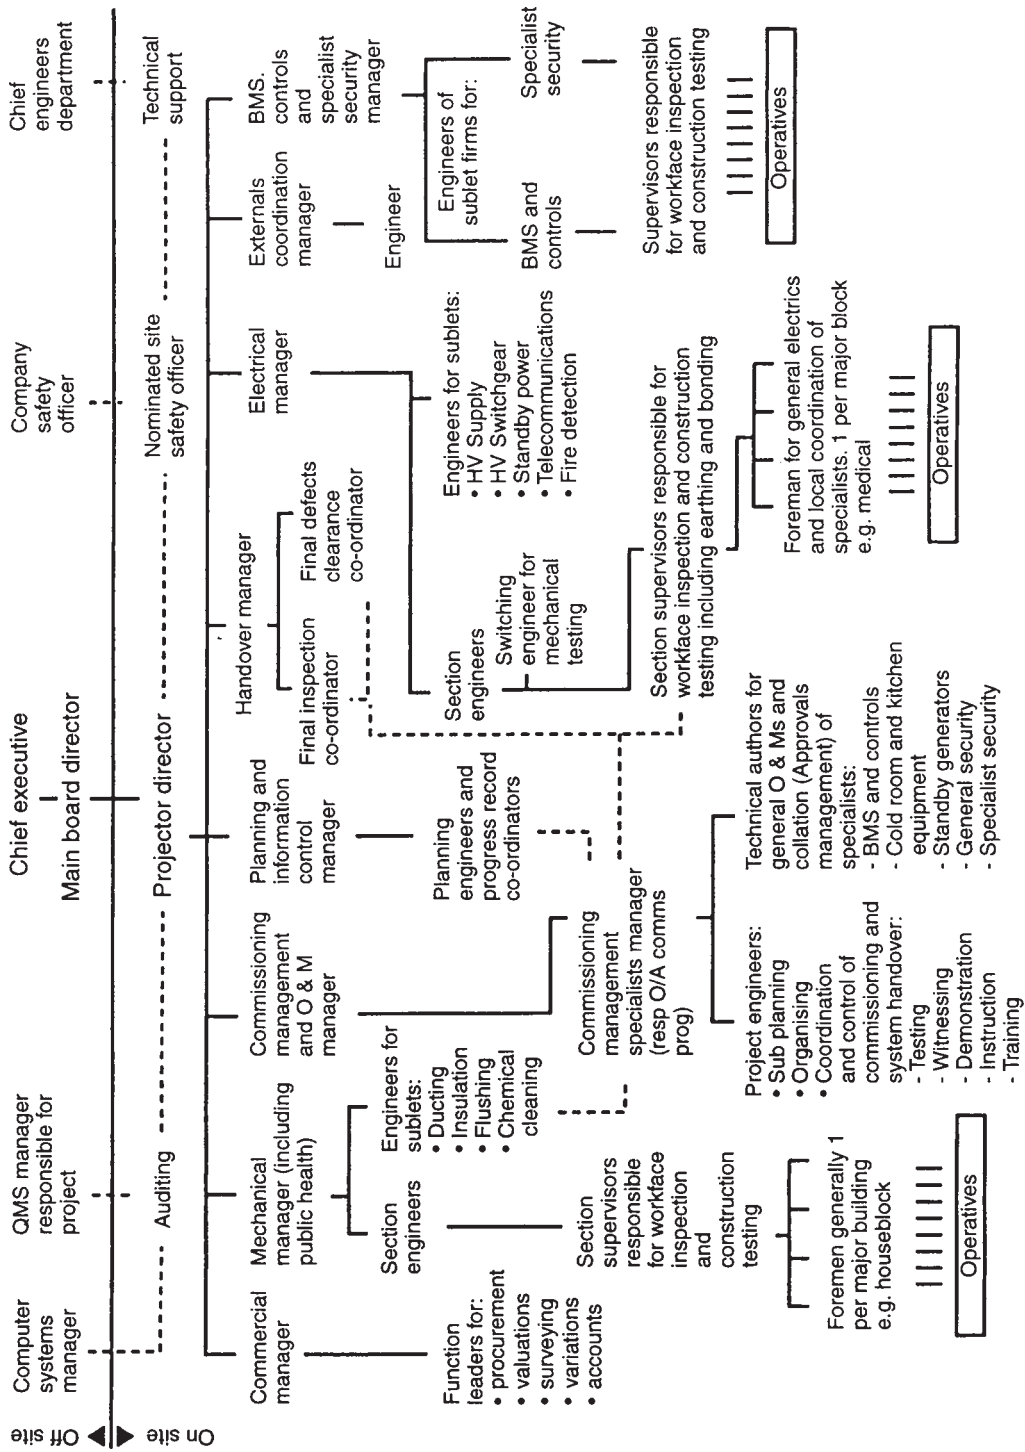 Off site
On site
Computer
systems
manager
QMS manager
responsible for
project
Chief executive
Main board director
Company
safety
officer
Chief
engineers
department
Auditing
Projector director
Nominated site
safety officer
Technical
support
Commercial
manager
Mechanical
manager (including
public health)
Commissioning
management
and O & M
manager
Planning and
information
control
manager
Handover manager
Electrical
manager
Externals
coordination
manager
BMS.
controls
and
specialist
security
manager
Function
leaders for:
• procurement
• valuations
• surveying
• variations
• accounts
Section
engineers
Engineers for
sublets:
• Ducting
• Insulation
• Flushing
• Chemical
cleaning
Section
supervisors
responsible
for workface
inspection
and
construction
testing
Foremen generally 1
per major building
e.g. houseblock
Operatives
Planning
engineers and
progress record
co-ordinators
Commissioning
management
specialists manager
(resp O/A comms
prog)
Project engineers:
• Sub planning
• Organising
• Coordination
and control of
commissioning and
system handover:
- Testing
- Witnessing
- Demonstration
- Instruction
- Training
Technical authors for
general O & Ms and
collation (Approvals
management) of
specialists:
- BMS and controls
- Cold room and kitchen
equipment
- Standby generators
- General security
- Specialist security
Final inspection
co-ordinator
Final defects
clearance
co-ordinator
Section
engineers
Switching
engineer for
mechanical
testing
Engineers for sublets:
• HV Supply
• HV Switchgear
• Standby power
• Telecommunications
• Fire detection
Section supervisors responsible for
workface inspection and construction
testing including earthing and bonding
Foreman for general electrics
and local coordination of
specialists. 1 per major block
e.g. medical
Operatives
Engineer
Engineers of
sublet firms for:
BMS and
controls
Specialist
security
Supervisors responsible
for workface inspection
and construction testing
Operatives